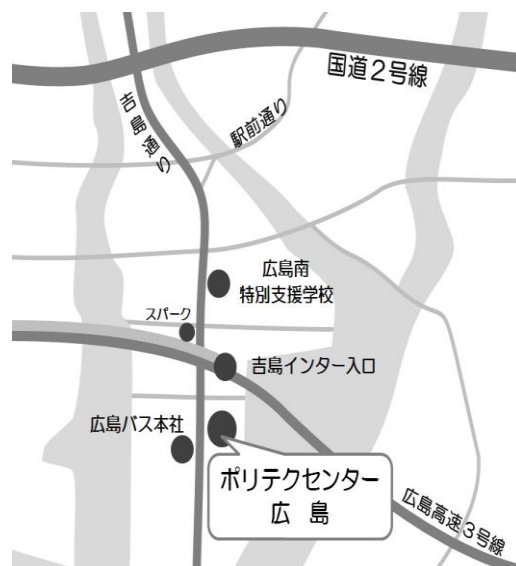 国道２号線
吉島通り
駅前通り
広島南
特別支援学校
スパーク
吉島インター入口
広島バス本社
ポリテクセンター
広　島
広島高速３号線